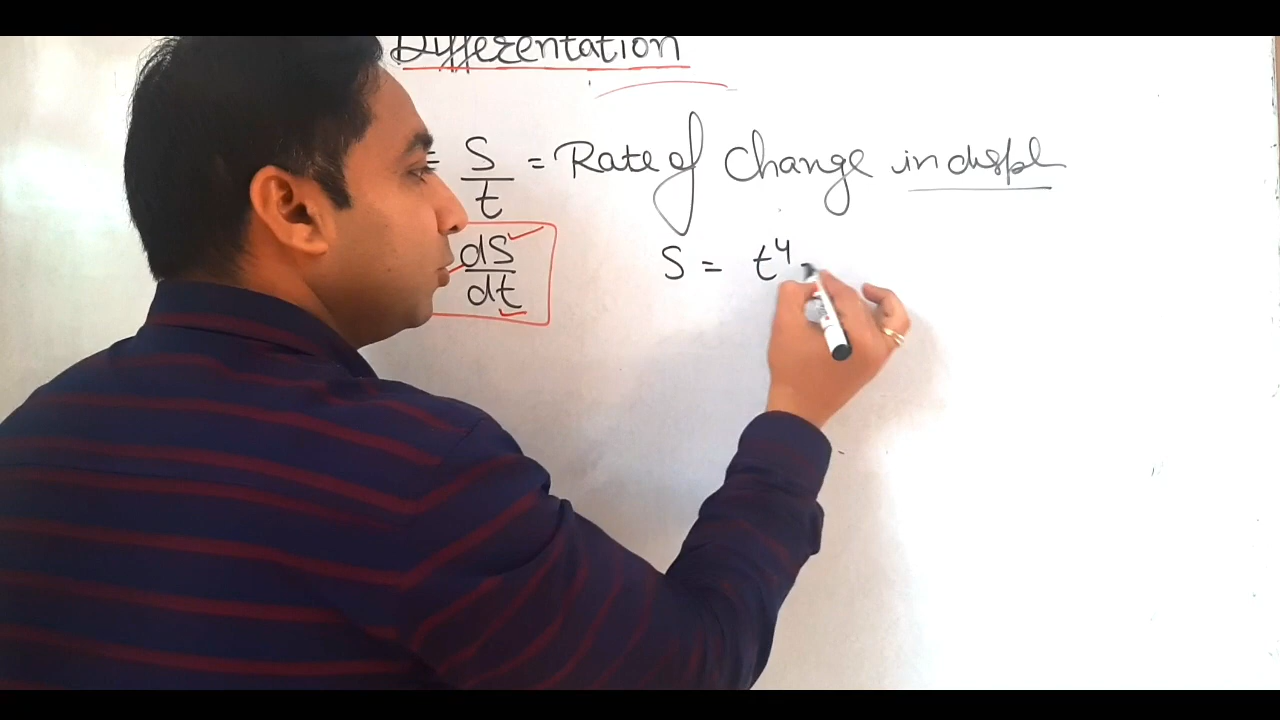 Differentation
= S/t = Rate of Change in displ
dS/dt
S = t⁴